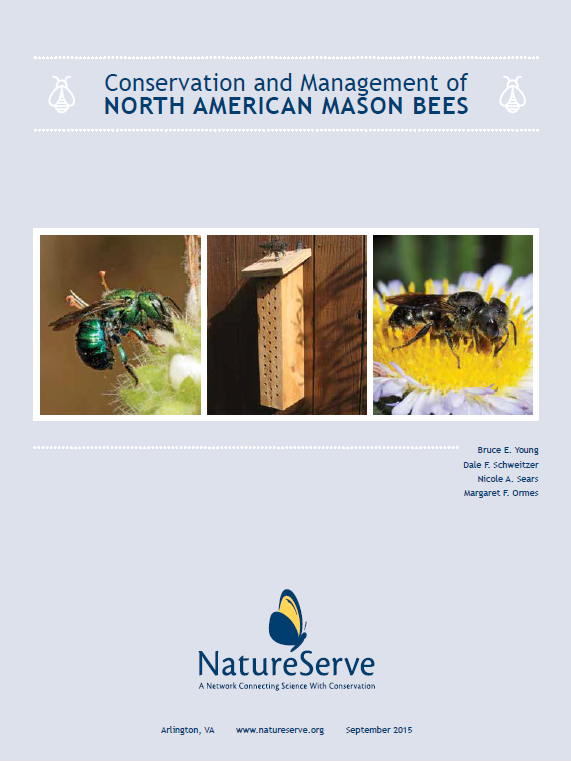 Conservation and Management of
NORTH AMERICAN MASON BEES
Bruce E. Young
Dale F. Schweitzer
Nicole A. Sears
Margaret F. Ormes
NatureServe
A Network Connecting Science With Conservation
Arlington, VA www.natureserve.org September 2015